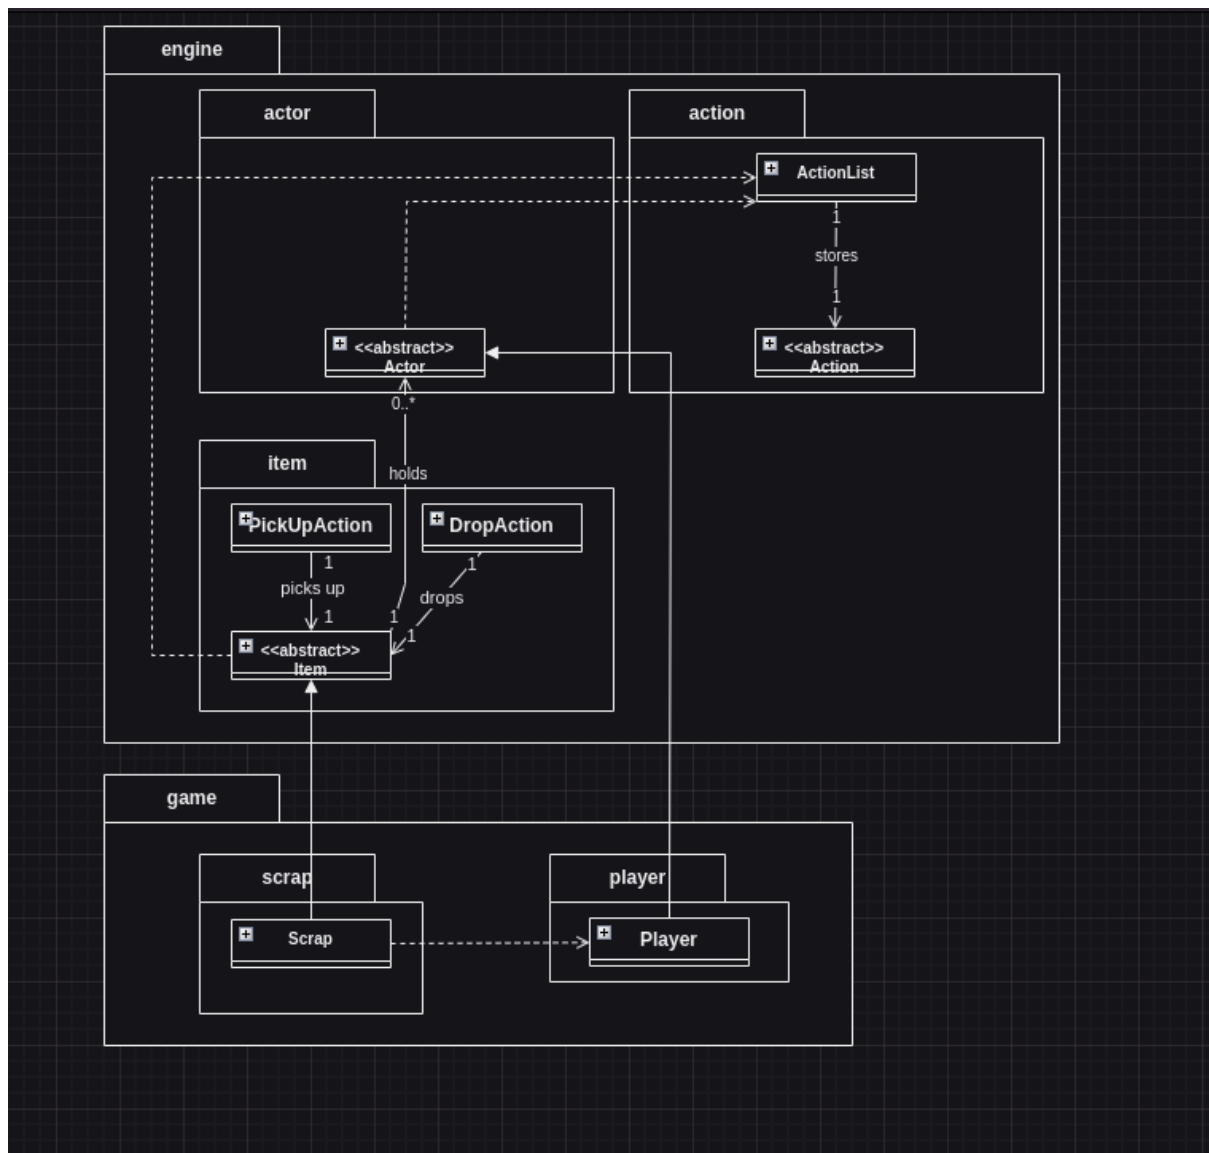 engine
actor
action
ActionList
1
stores
1
<<abstract>>
Actor
<<abstract>>
Action
0..*
holds
item
PickUpAction
DropAction
1
1
picks up
drops
1
1
1
<<abstract>>
Item
game
scrap
player
Scrap
Player